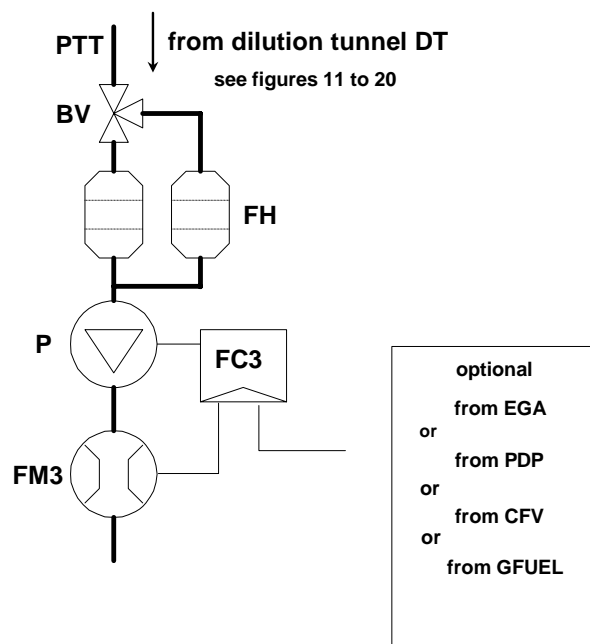 PTT
from dilution tunnel DT
see figures 11 to 20
BV
FH
P
FC3
FM3
optional
from EGA
or
from PDP
or
from CFV
or
from GFUEL